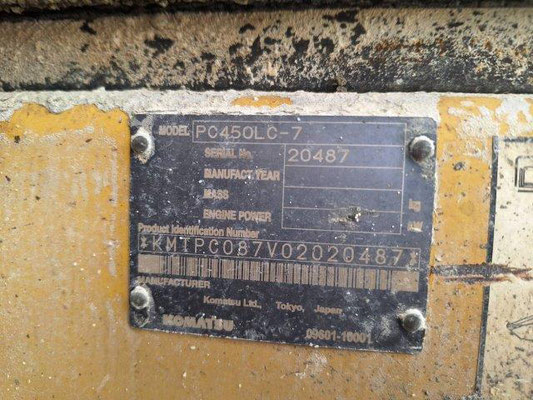 MODEL PC450LC-7
SERIAL No. 20487
MANUFACT.YEAR
MASS
ENGINE POWER
Product Identification Number
*KMTPC087V02020487*
MANUFACTURER
Komatsu Ltd., Tokyo, Japan
KOMATSU 09601-10001